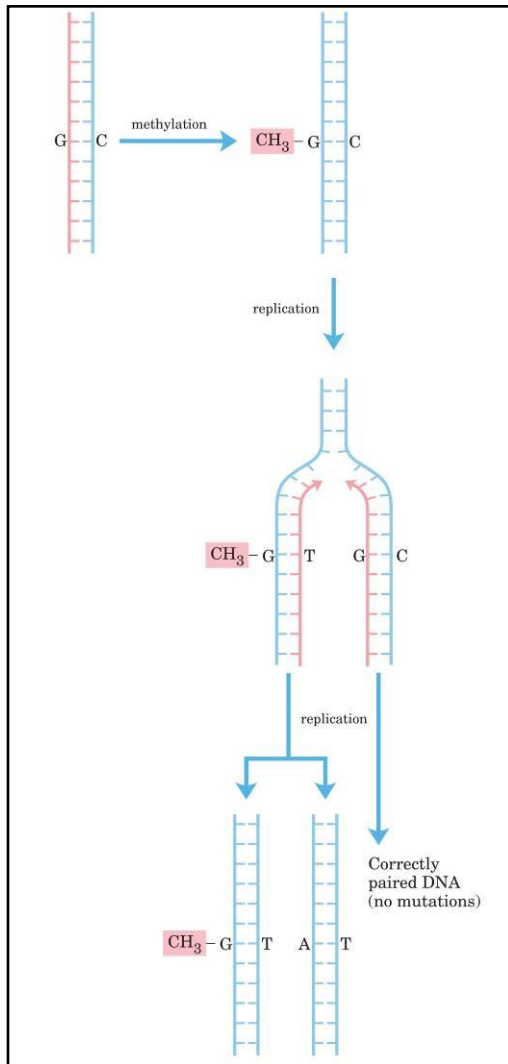 G C methylation CH3 – G C
replication
CH3 – G T G C
replication
Correctly
paired DNA
(no mutations)
CH3 – G T A T